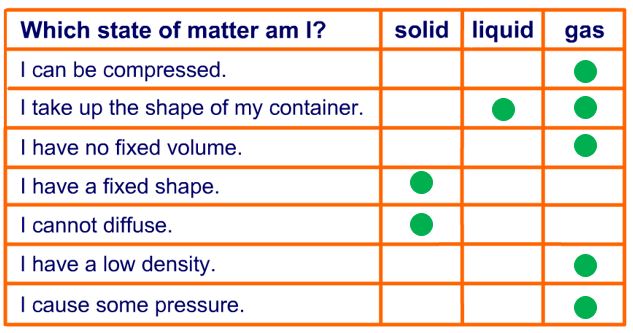 Which state of matter am I? solid liquid gas
I can be compressed.
I take up the shape of my container.
I have no fixed volume.
I have a fixed shape.
I cannot diffuse.
I have a low density.
I cause some pressure.